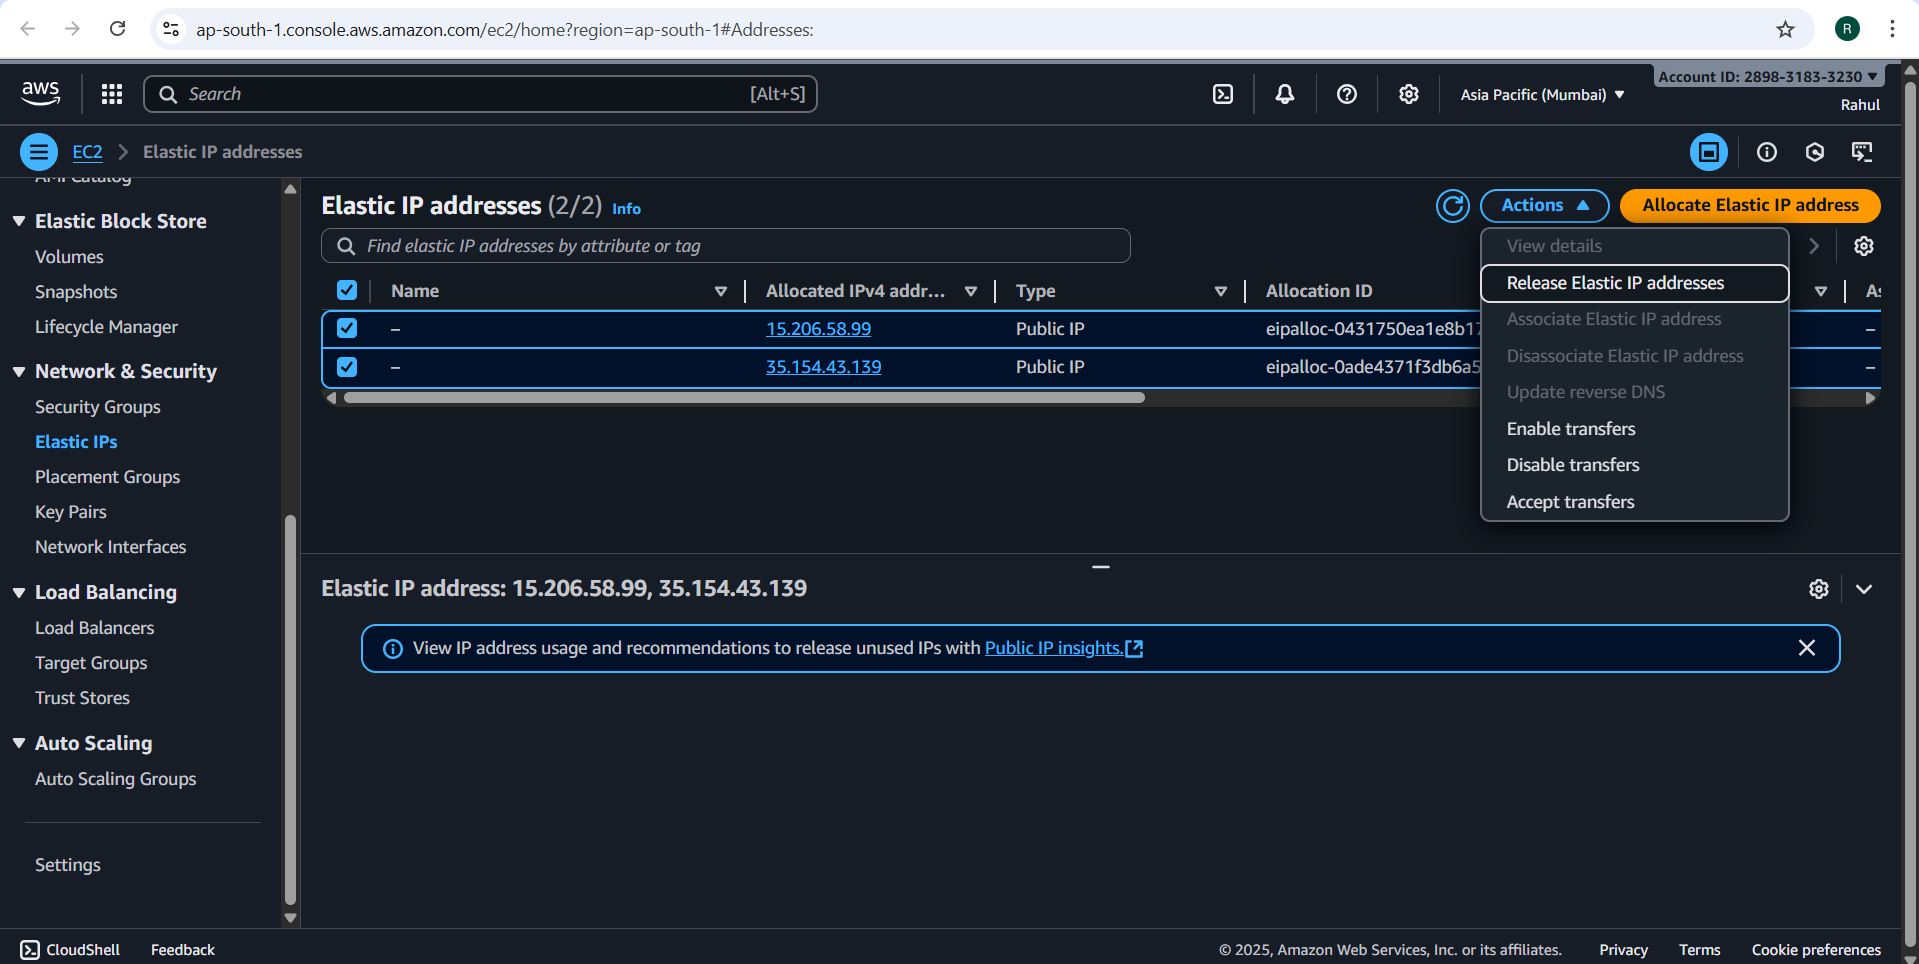 ap-south-1.console.aws.amazon.com/ec2/home?region=ap-south-1#Addresses:
R
aws
Search
[Alt+S]
Asia Pacific (Mumbai)
Account ID: 2898-3183-3230
Rahul
EC2
Elastic IP addresses
AMI Catalog
Elastic Block Store
Volumes
Snapshots
Lifecycle Manager
Network & Security
Security Groups
Elastic IPs
Placement Groups
Key Pairs
Network Interfaces
Load Balancing
Load Balancers
Target Groups
Trust Stores
Auto Scaling
Auto Scaling Groups
Settings
Elastic IP addresses (2/2) Info
Actions
Allocate Elastic IP address
Find elastic IP addresses by attribute or tag
Name
Allocated IPv4 addr...
Type
Allocation ID
– 15.206.58.99 Public IP eipalloc-0431750ea1e8b17 –
– 35.154.43.139 Public IP eipalloc-0ade4371f3db6a5 –
View details
Release Elastic IP addresses
Associate Elastic IP address
Disassociate Elastic IP address
Update reverse DNS
Enable transfers
Disable transfers
Accept transfers
Elastic IP address: 15.206.58.99, 35.154.43.139
View IP address usage and recommendations to release unused IPs with Public IP insights.
CloudShell
Feedback
© 2025, Amazon Web Services, Inc. or its affiliates.
Privacy
Terms
Cookie preferences